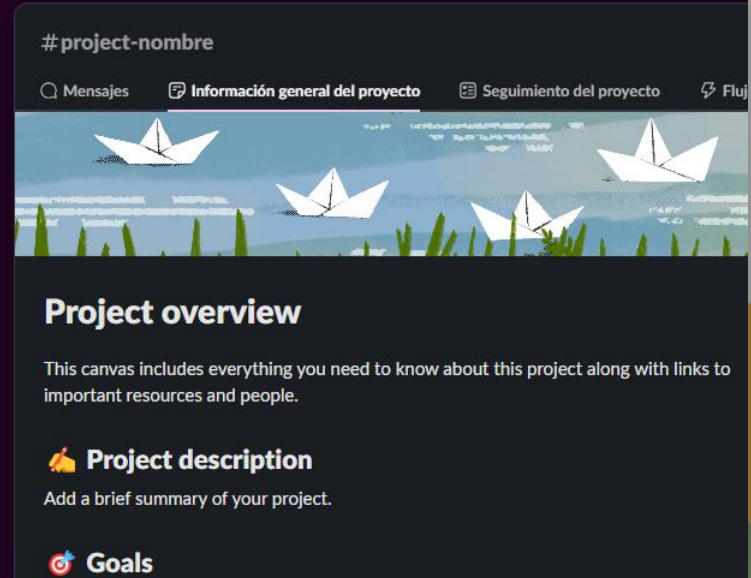 #project-nombre
Mensajes
Información general del proyecto
Seguimiento del proyecto
Fluj
Project overview
This canvas includes everything you need to know about this project along with links to
important resources and people.
Project description
Add a brief summary of your project.
Goals